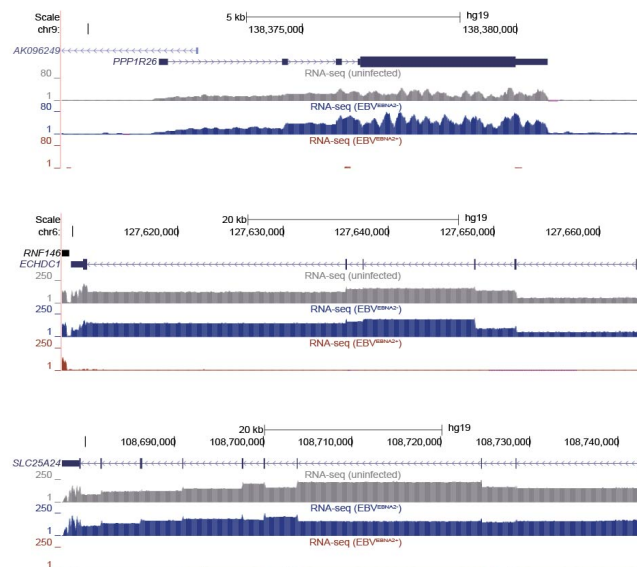 Scale 5 kb hg19
chr9: 138,375,000 138,380,000
AK096249
PPP1R26
RNA-seq (uninfected)
80
1
RNA-seq (EBVEBNA2-)
80
1
RNA-seq (EBVEBNA2+)
80
1
Scale 20 kb hg19
chr6: 127,620,000 127,630,000 127,640,000 127,650,000 127,660,000
RNF146
ECHDC1
RNA-seq (uninfected)
250
1
RNA-seq (EBVEBNA2-)
250
1
RNA-seq (EBVEBNA2+)
250
1
20 kb hg19
108,690,000 108,700,000 108,710,000 108,720,000 108,730,000 108,740,000
SLC25A24
RNA-seq (uninfected)
250
1
RNA-seq (EBVEBNA2-)
250
1
RNA-seq (EBVEBNA2+)
250
1